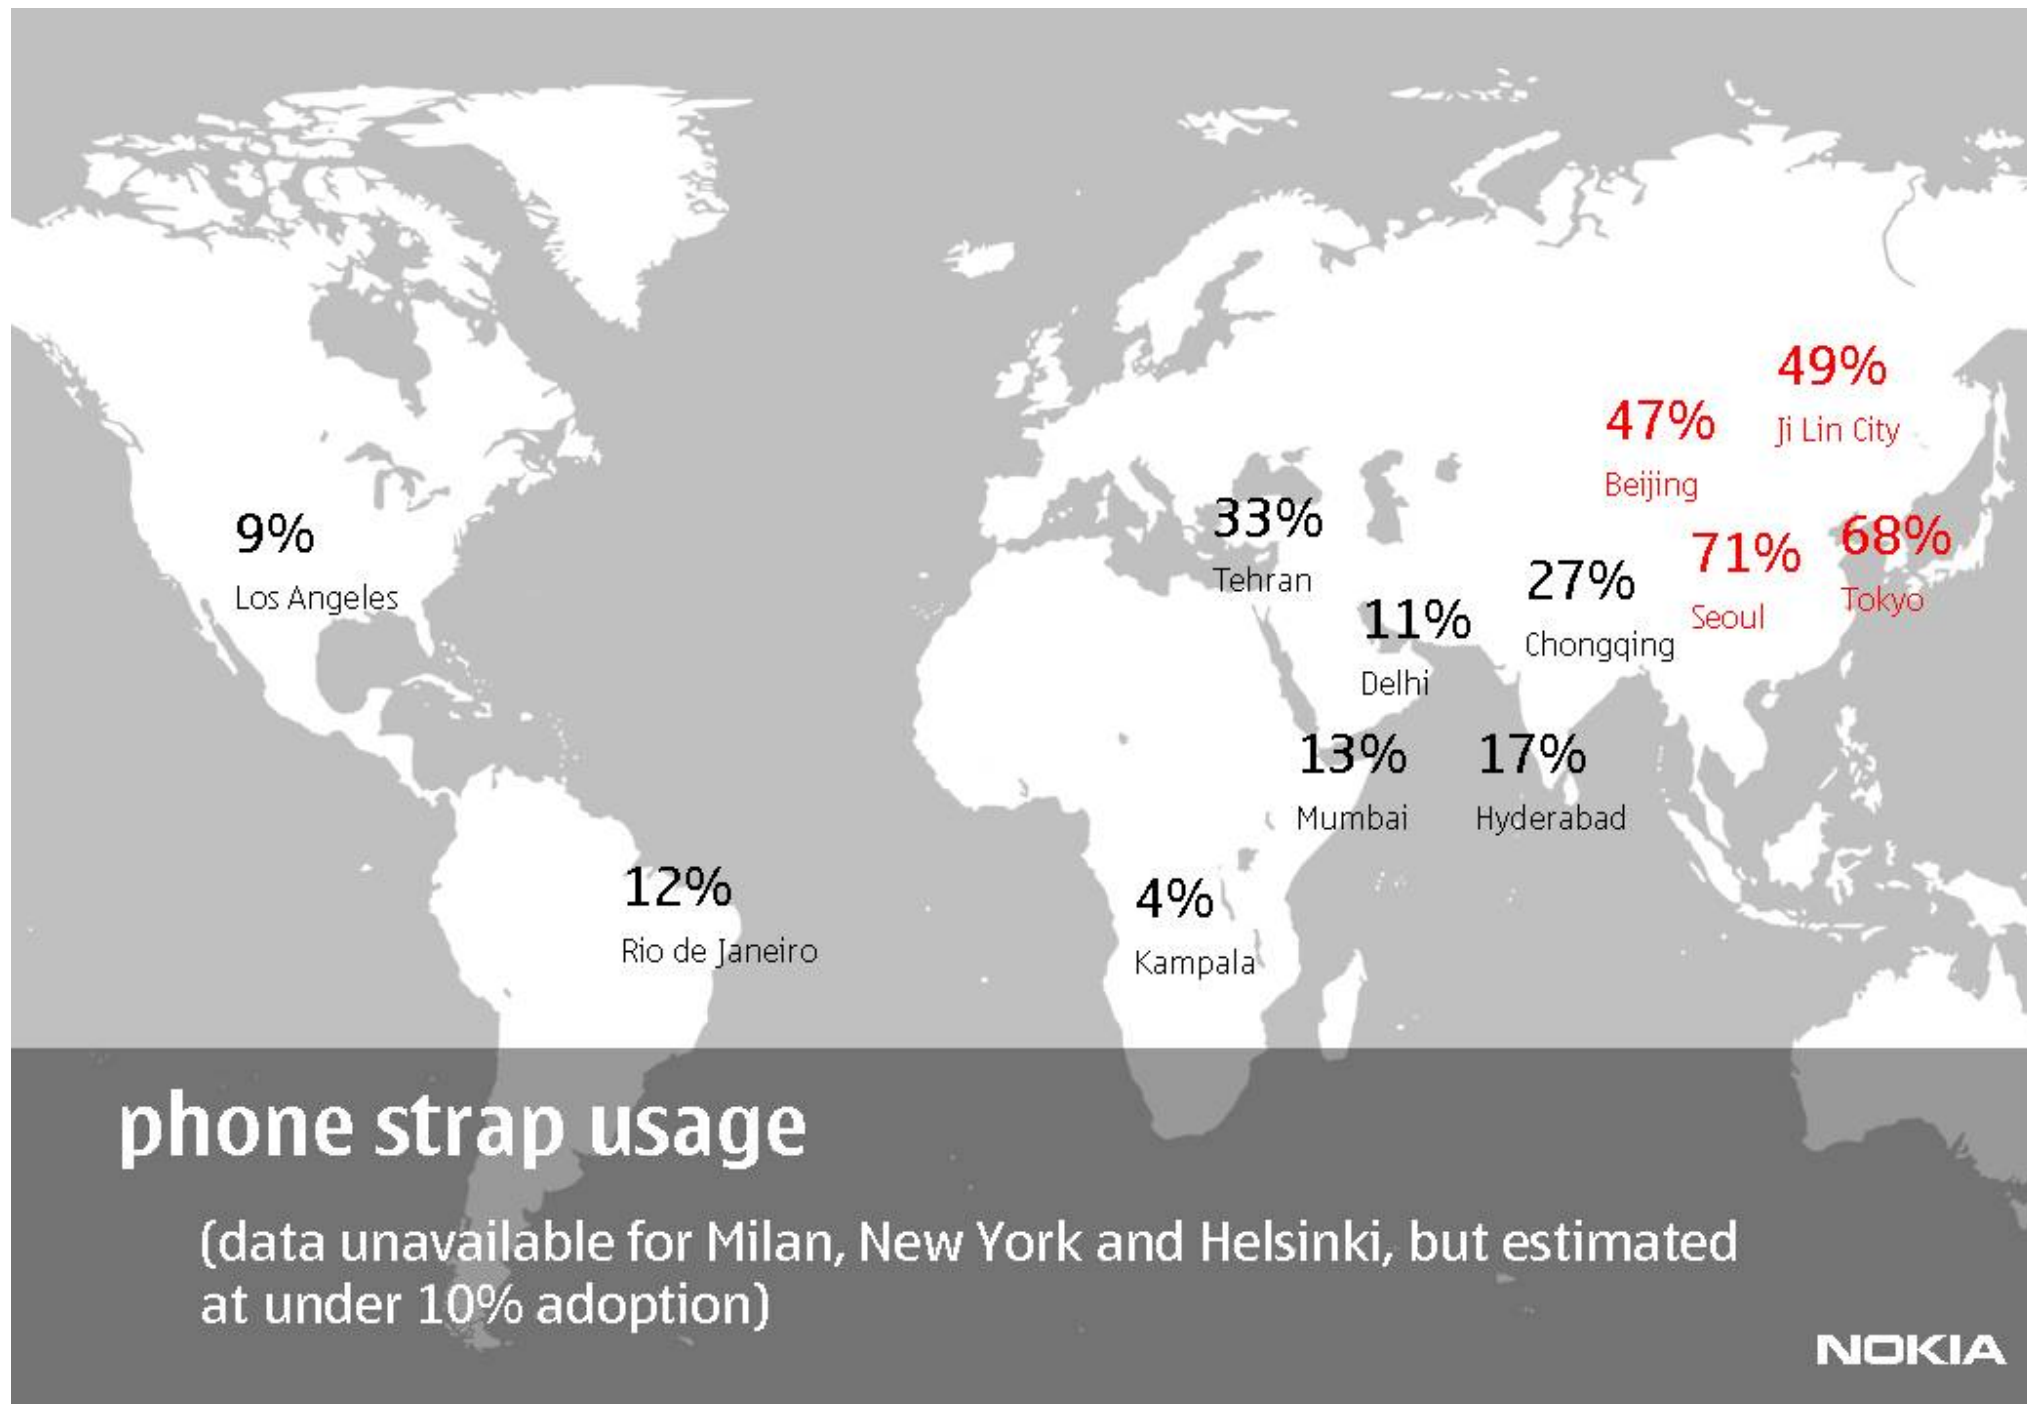 49%
Ji Lin City
47%
Beijing
33%
Tehran
9%
Los Angeles
71%
Seoul
68%
Tokyo
27%
Chongqing
11%
Delhi
13%
Mumbai
17%
Hyderabad
12%
Rio de Janeiro
4%
Kampala
phone strap usage
(data unavailable for Milan, New York and Helsinki, but estimated
at under 10% adoption)
NOKIA